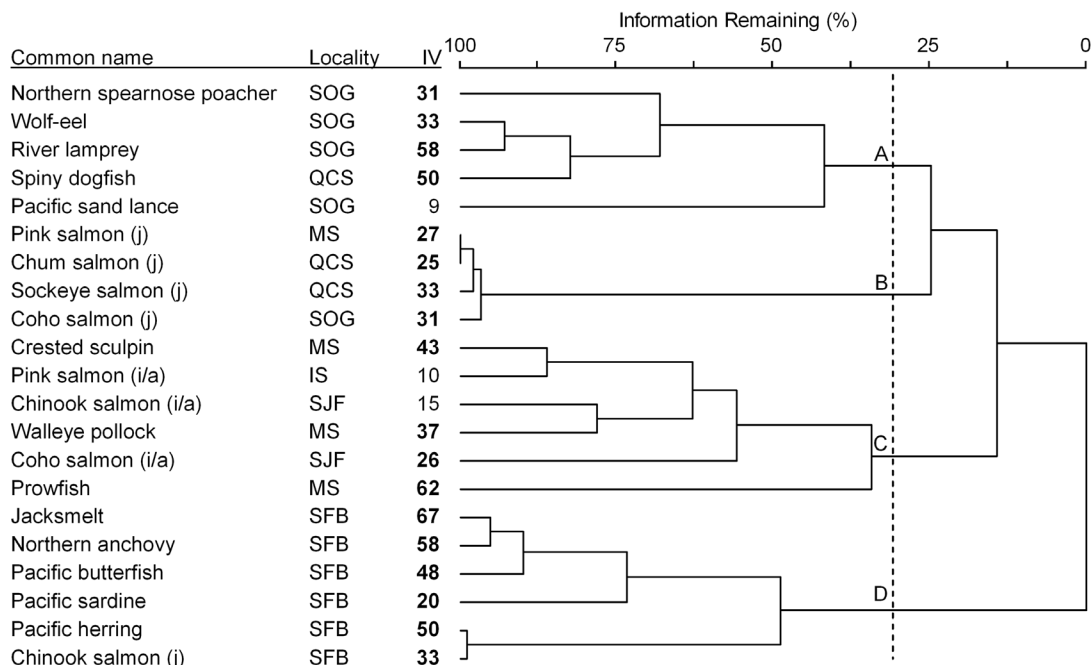 Information Remaining (%)
Common name Locality IV 100 75 50 25 0
Northern spearnose poacher SOG 31
Wolf-eel SOG 33
River lamprey SOG 58
A
Spiny dogfish QCS 50
Pacific sand lance SOG 9
Pink salmon (j) MS 27
Chum salmon (j) QCS 25
B
Sockeye salmon (j) QCS 33
Coho salmon (j) SOG 31
Crested sculpin MS 43
Pink salmon (i/a) IS 10
Chinook salmon (i/a) SJF 15
Walleye pollock MS 37
C
Coho salmon (i/a) SJF 26
Prowfish MS 62
Jacksmelt SFB 67
Northern anchovy SFB 58
Pacific butterfish SFB 48
D
Pacific sardine SFB 20
Pacific herring SFB 50
Chinook salmon (j) SFB 33